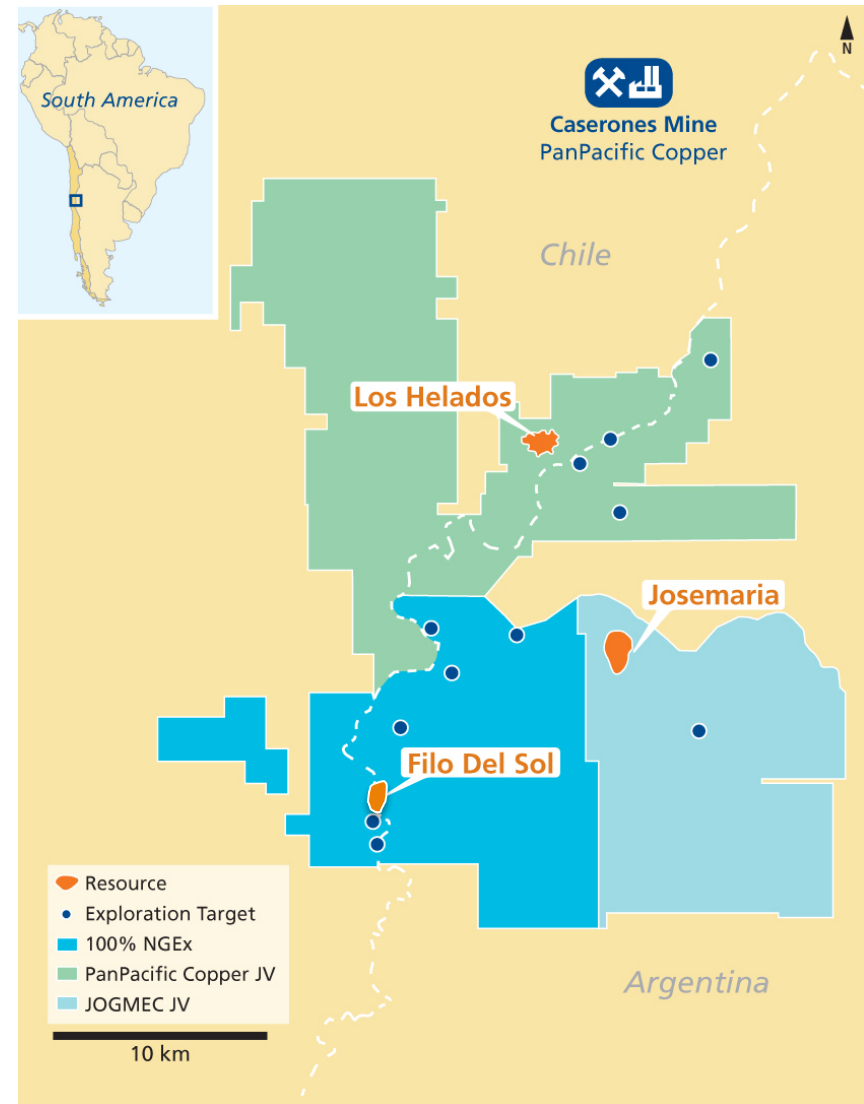 South America
N
Caserones Mine
PanPacific Copper
Chile
Los Helados
Josemaria
Filo Del Sol
Resource
Exploration Target
100% NGEx
PanPacific Copper JV
JOGMEC JV
10 km
Argentina